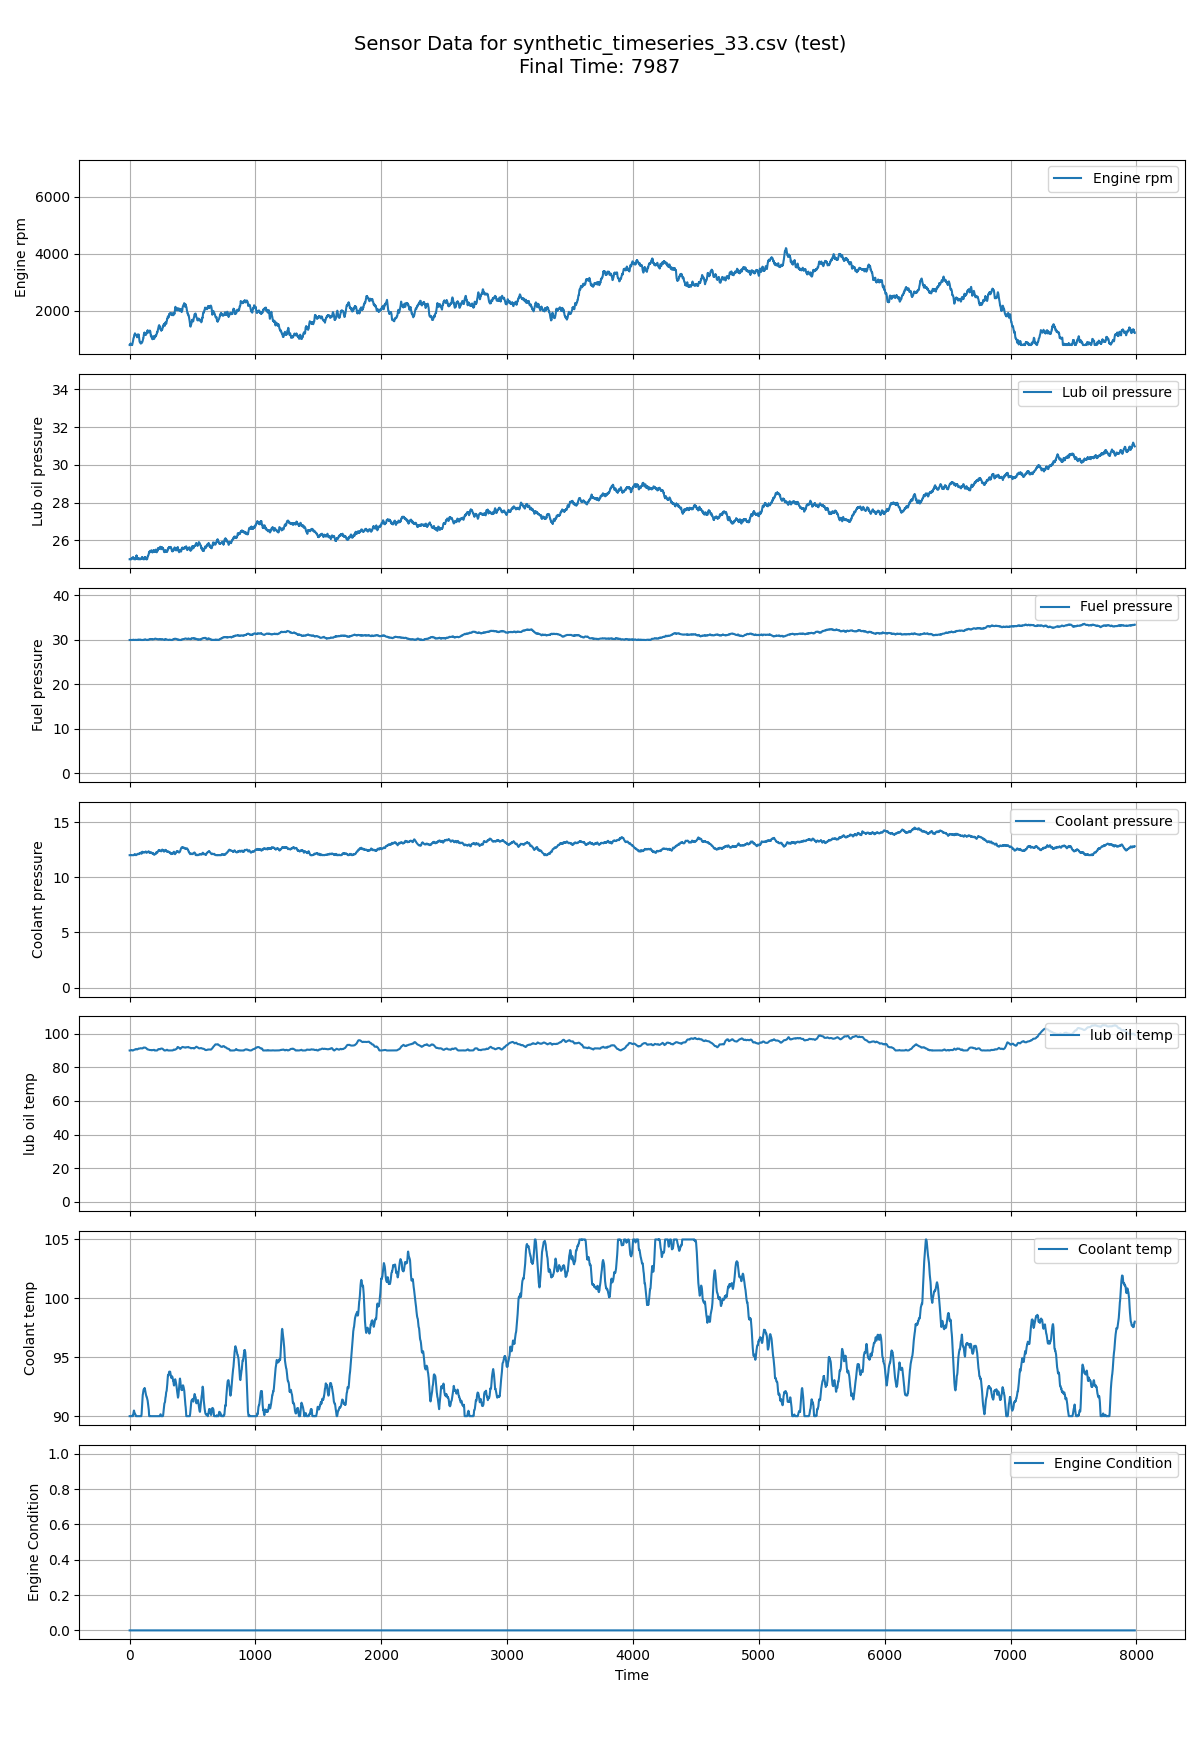 Sensor Data for synthetic_timeseries_33.csv (test)
Final Time: 7987
Engine rpm
6000
4000
2000
Engine rpm
Lub oil pressure
34
32
30
28
26
Lub oil pressure
Fuel pressure
40
30
20
10
0
Fuel pressure
Coolant pressure
15
10
5
0
Coolant pressure
lub oil temp
100
80
60
40
20
0
lub oil temp
Coolant temp
105
100
95
90
Coolant temp
Engine Condition
1.0
0.8
0.6
0.4
0.2
0.0
Engine Condition
0 1000 2000 3000 4000 5000 6000 7000 8000
Time